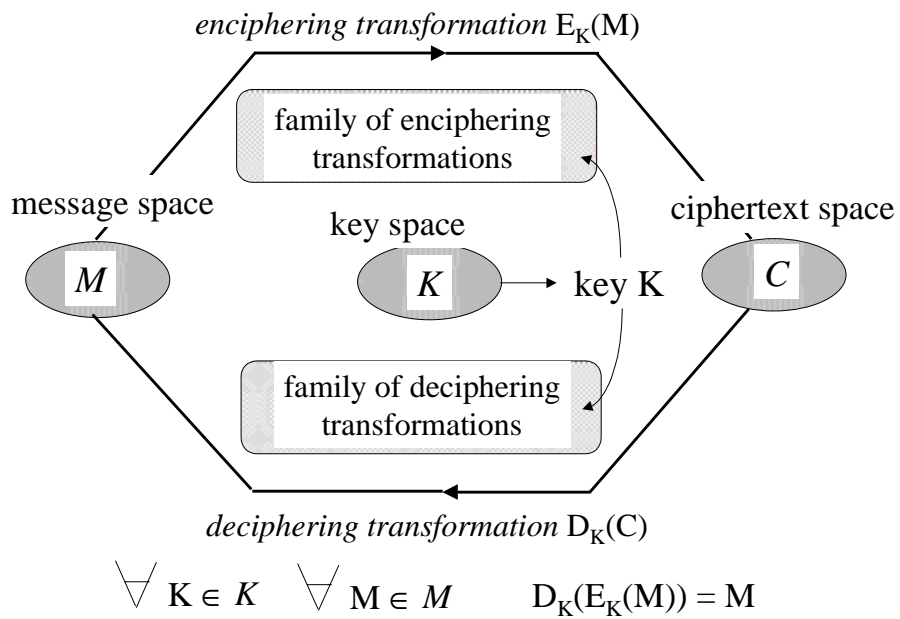 enciphering transformation E_K(M)
family of enciphering
transformations
message space
key space
ciphertext space
M
K
key K
C
family of deciphering
transformations
deciphering transformation D_K(C)
∀ K ∈ K ∀ M ∈ M D_K(E_K(M)) = M